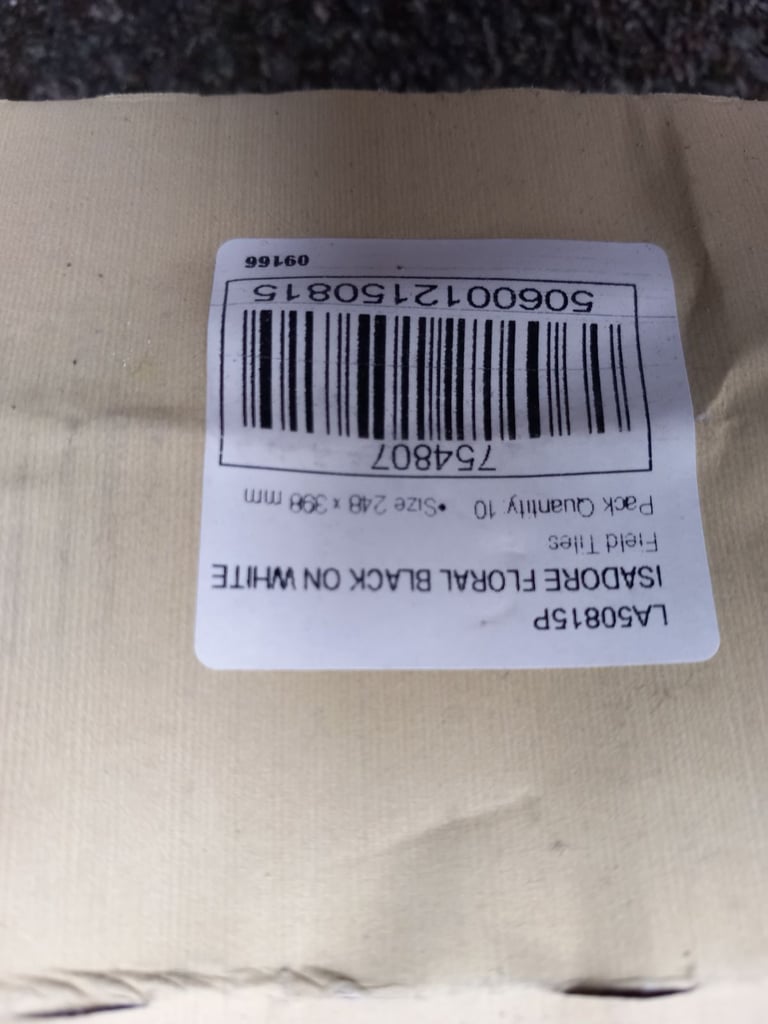 LA50815P
ISADORE FLORAL BLACK ON WHITE
Field Tiles
Pack Quantity 10 •Size 248 x 398 mm
754807
5060012150815
09166